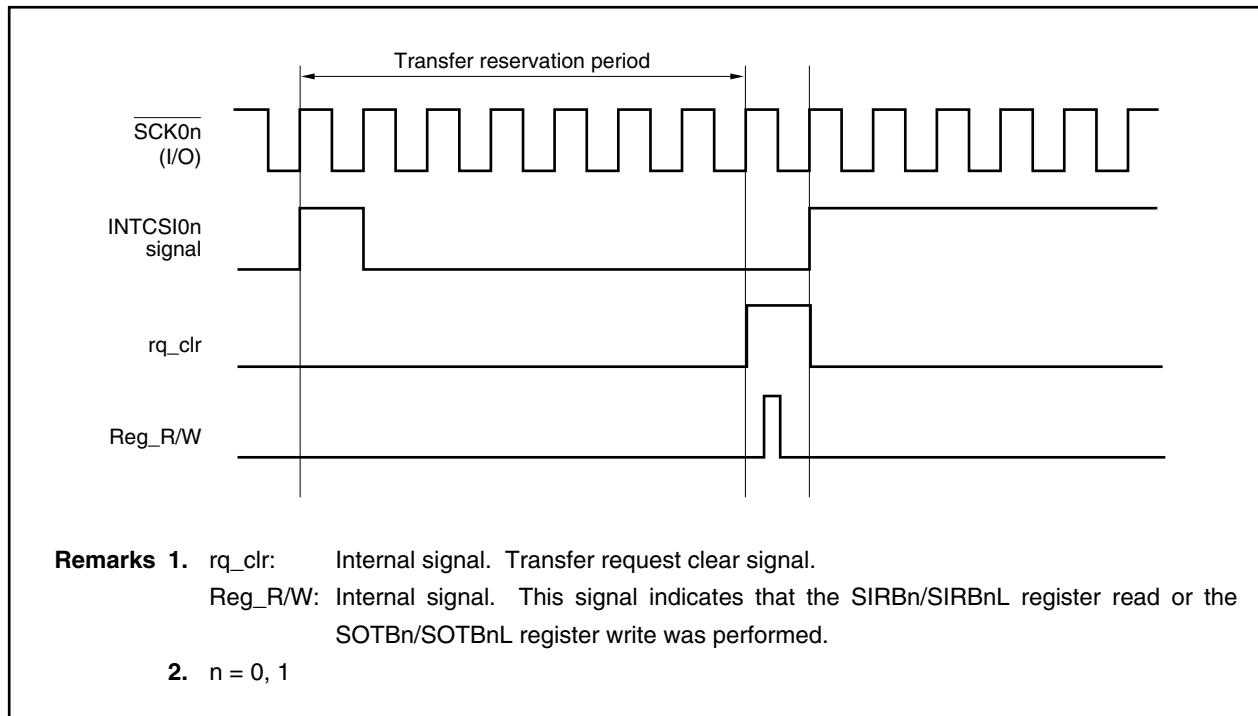 Transfer reservation period
SCK0n
(I/O)
INTCSI0n
signal
rq_clr
Reg_R/W
Remarks 1. rq_clr: Internal signal. Transfer request clear signal.
Reg_R/W: Internal signal. This signal indicates that the SIRBn/SIRBnL register read or the
SOTBn/SOTBnL register write was performed.
2. n = 0, 1